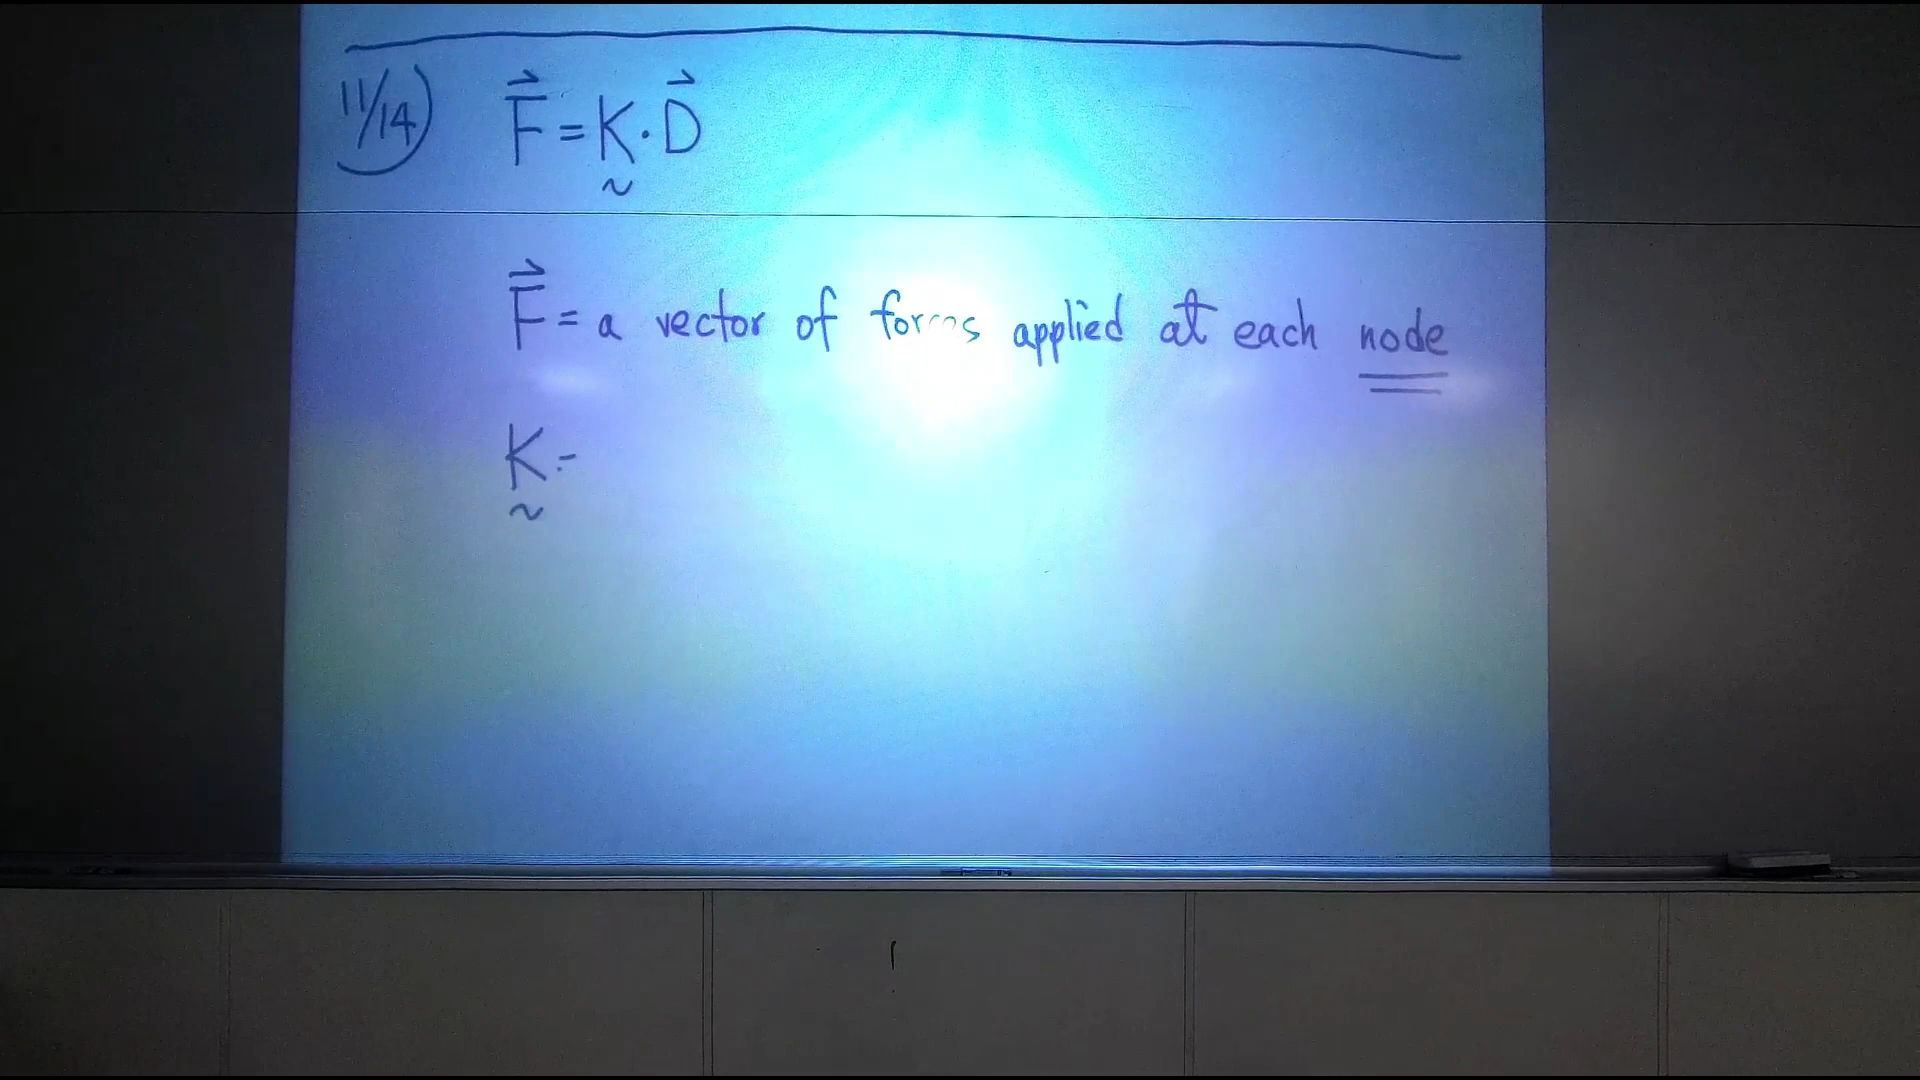 11/14) F⃗ = K̰ · D⃗
F⃗ = a vector of forces applied at each node
K̰ =